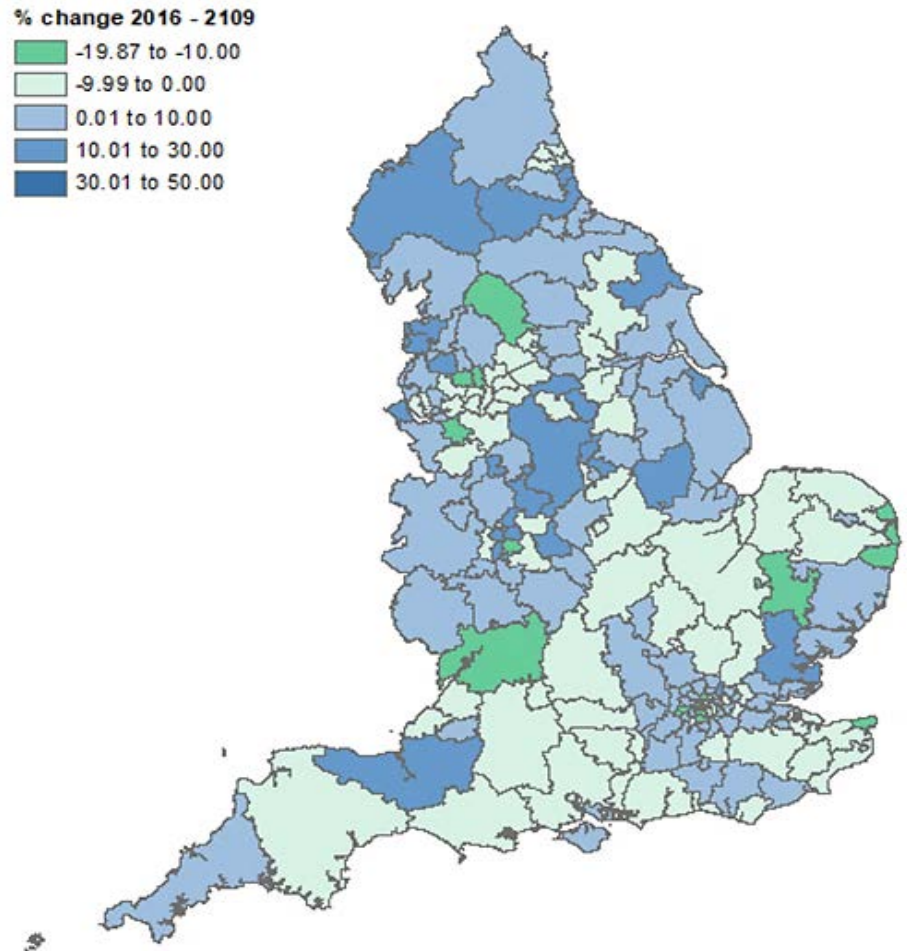 % change 2016 - 2109
-19.87 to -10.00
-9.99 to 0.00
0.01 to 10.00
10.01 to 30.00
30.01 to 50.00